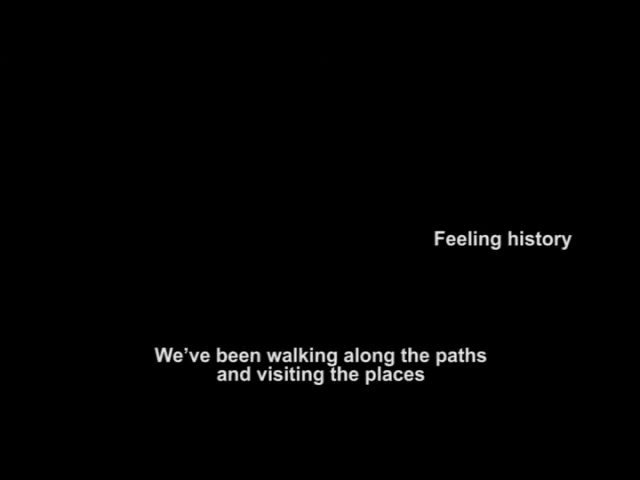 Feeling history
We’ve been walking along the paths
and visiting the places